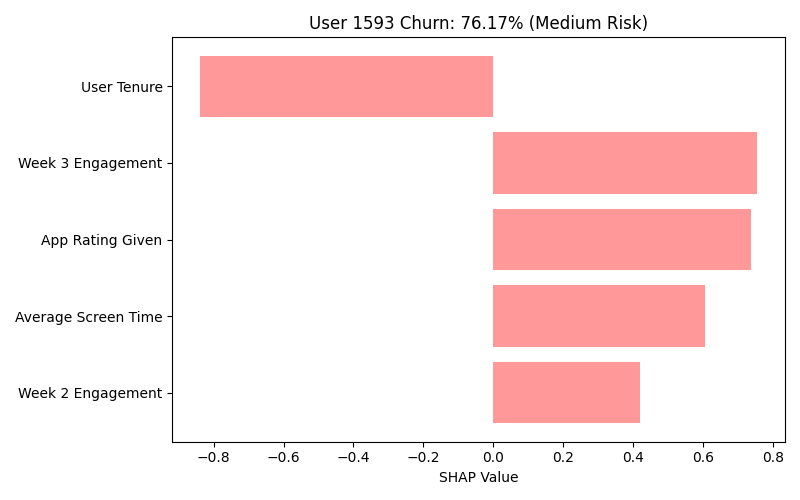 User 1593 Churn: 76.17% (Medium Risk)
User Tenure
Week 3 Engagement
App Rating Given
Average Screen Time
Week 2 Engagement
−0.8 −0.6 −0.4 −0.2 0.0 0.2 0.4 0.6 0.8
SHAP Value